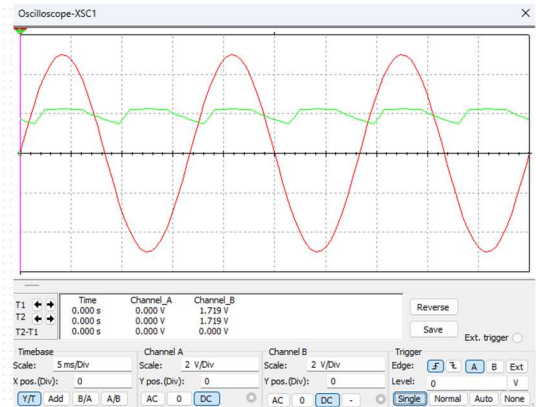 Oscilloscope-XSC1
T1
T2
T2-T1
Time Channel_A Channel_B
0.000 s 0.000 V 1.719 V
0.000 s 0.000 V 1.719 V
0.000 s 0.000 V 0.000 V
Reverse
Save
Ext. trigger
Timebase
Scale: 5 ms/Div
X pos.(Div): 0
Y/T Add B/A A/B
Channel A
Scale: 2 V/Div
Y pos.(Div): 0
AC 0 DC
Channel B
Scale: 2 V/Div
Y pos.(Div): 0
AC 0 DC -
Trigger
Edge: A B Ext
Level: 0 V
Single Normal Auto None